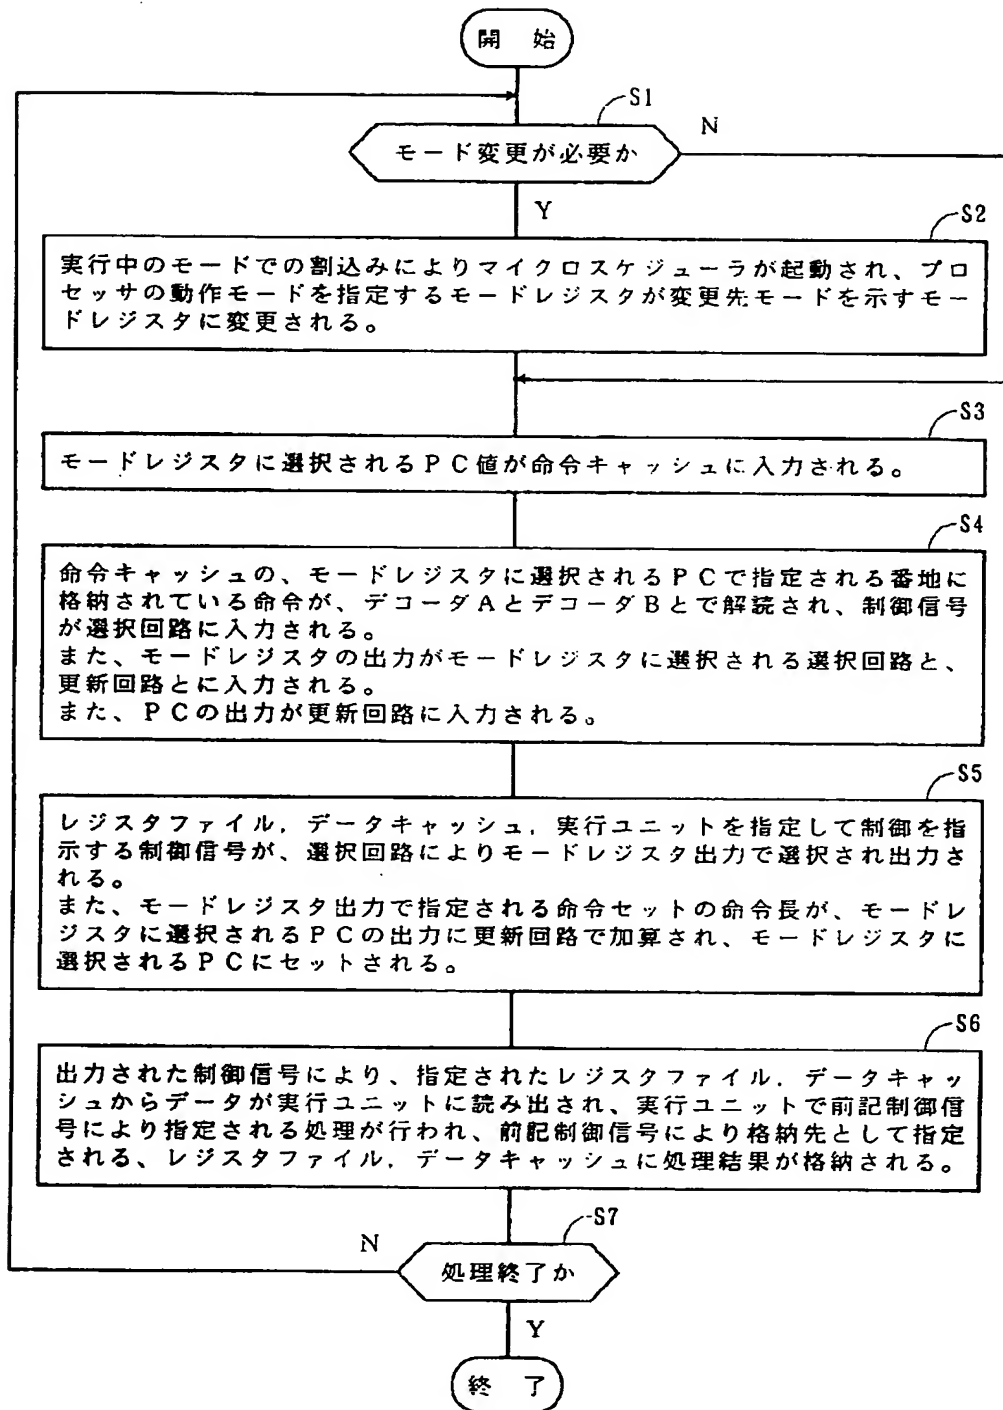 開 始
S1
モード変更が必要か
N
Y
S2
実行中のモードでの割込みによりマイクロスケジューラが起動され、プロ
セッサの動作モードを指定するモードレジスタが変更先モードを示すモー
ドレジスタに変更される。
S3
モードレジスタに選択されるPC値が命令キャッシュに入力される。
S4
命令キャッシュの、モードレジスタに選択されるPCで指定される番地に
格納されている命令が、デコーダAとデコーダBとで解読され、制御信号
が選択回路に入力される。
また、モードレジスタの出力がモードレジスタに選択される選択回路と、
更新回路とに入力される。
また、PCの出力が更新回路に入力される。
S5
レジスタファイル，データキャッシュ，実行ユニットを指定して制御を指
示する制御信号が、選択回路によりモードレジスタ出力で選択され出力さ
れる。
また、モードレジスタ出力で指定される命令セットの命令長が、モードレ
ジスタに選択されるPCの出力に更新回路で加算され、モードレジスタに
選択されるPCにセットされる。
S6
出力された制御信号により、指定されたレジスタファイル，データキャッ
シュからデータが実行ユニットに読み出され、実行ユニットで前記制御信
号により指定される処理が行われ、前記制御信号により格納先として指定
される、レジスタファイル，データキャッシュに処理結果が格納される。
S7
N
処理終了か
Y
終 了